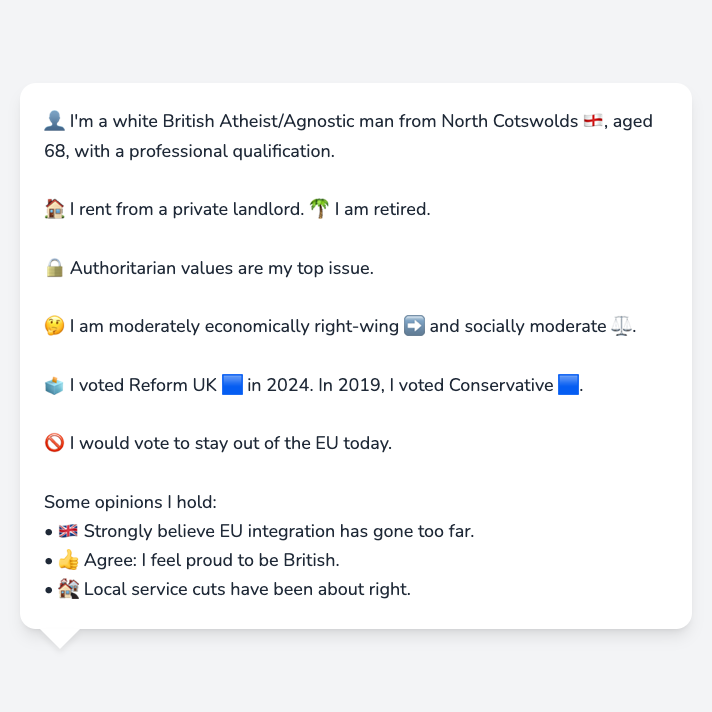 👤 I'm a white British Atheist/Agnostic man from North Cotswolds 🏴󠁧󠁢󠁥󠁮󠁧󠁿, aged
68, with a professional qualification.
🏠 I rent from a private landlord. 🌴 I am retired.
🔒 Authoritarian values are my top issue.
🤔 I am moderately economically right-wing ➡️ and socially moderate ⚖️.
🗳️ I voted Reform UK 🟦 in 2024. In 2019, I voted Conservative 🟦.
🚫 I would vote to stay out of the EU today.
Some opinions I hold:
• 🇬🇧 Strongly believe EU integration has gone too far.
• 👍 Agree: I feel proud to be British.
• 🏚️ Local service cuts have been about right.